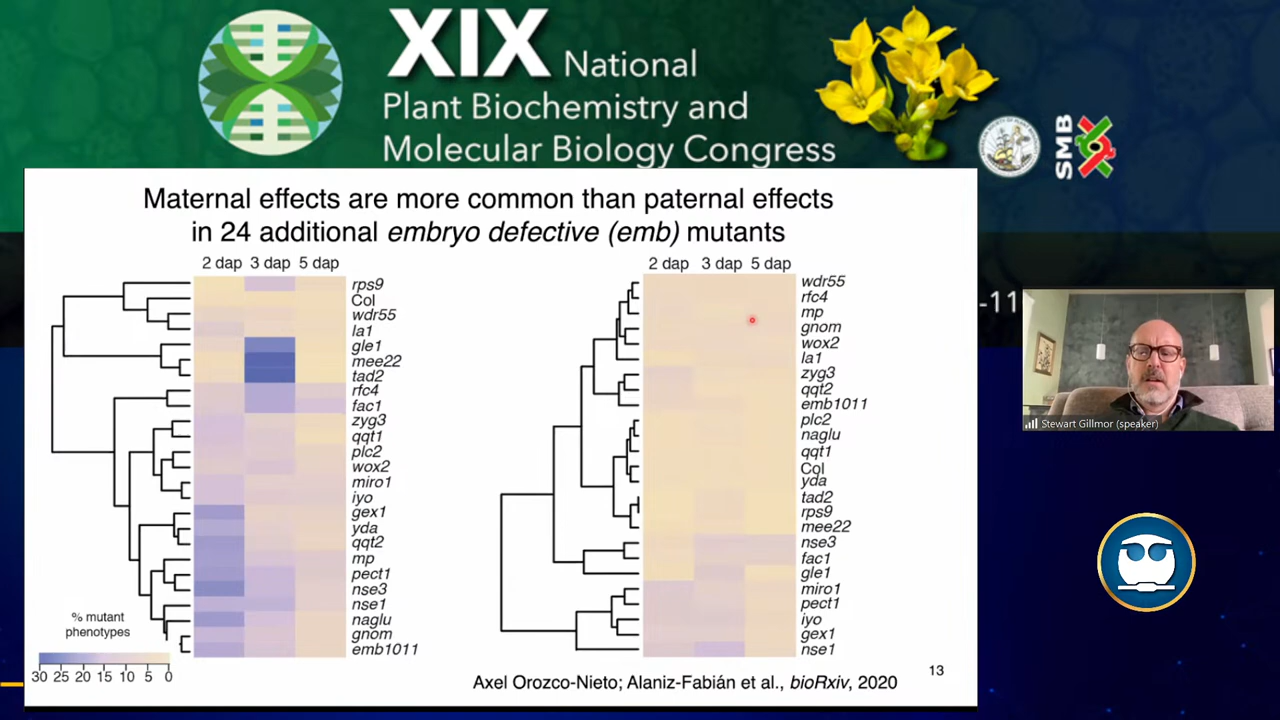 XIX National
Plant Biochemistry and
Molecular Biology Congress
SMB
-11
Maternal effects are more common than paternal effects
in 24 additional embryo defective (emb) mutants
2 dap 3 dap 5 dap
rps9
Col
wdr55
la1
gle1
mee22
tad2
rfc4
fac1
zyg3
qqt1
plc2
wox2
miro1
iyo
gex1
yda
qqt2
mp
pect1
nse3
nse1
naglu
gnom
emb1011
% mutant
phenotypes
30 25 20 15 10 5 0
2 dap 3 dap 5 dap
wdr55
rfc4
mp
gnom
wox2
la1
zyg3
qqt2
emb1011
plc2
naglu
qqt1
Col
yda
tad2
rps9
mee22
nse3
fac1
gle1
miro1
pect1
iyo
gex1
nse1
13
Axel Orozco-Nieto; Alaniz-Fabián et al., bioRxiv, 2020
Stewart Gillmor (speaker)